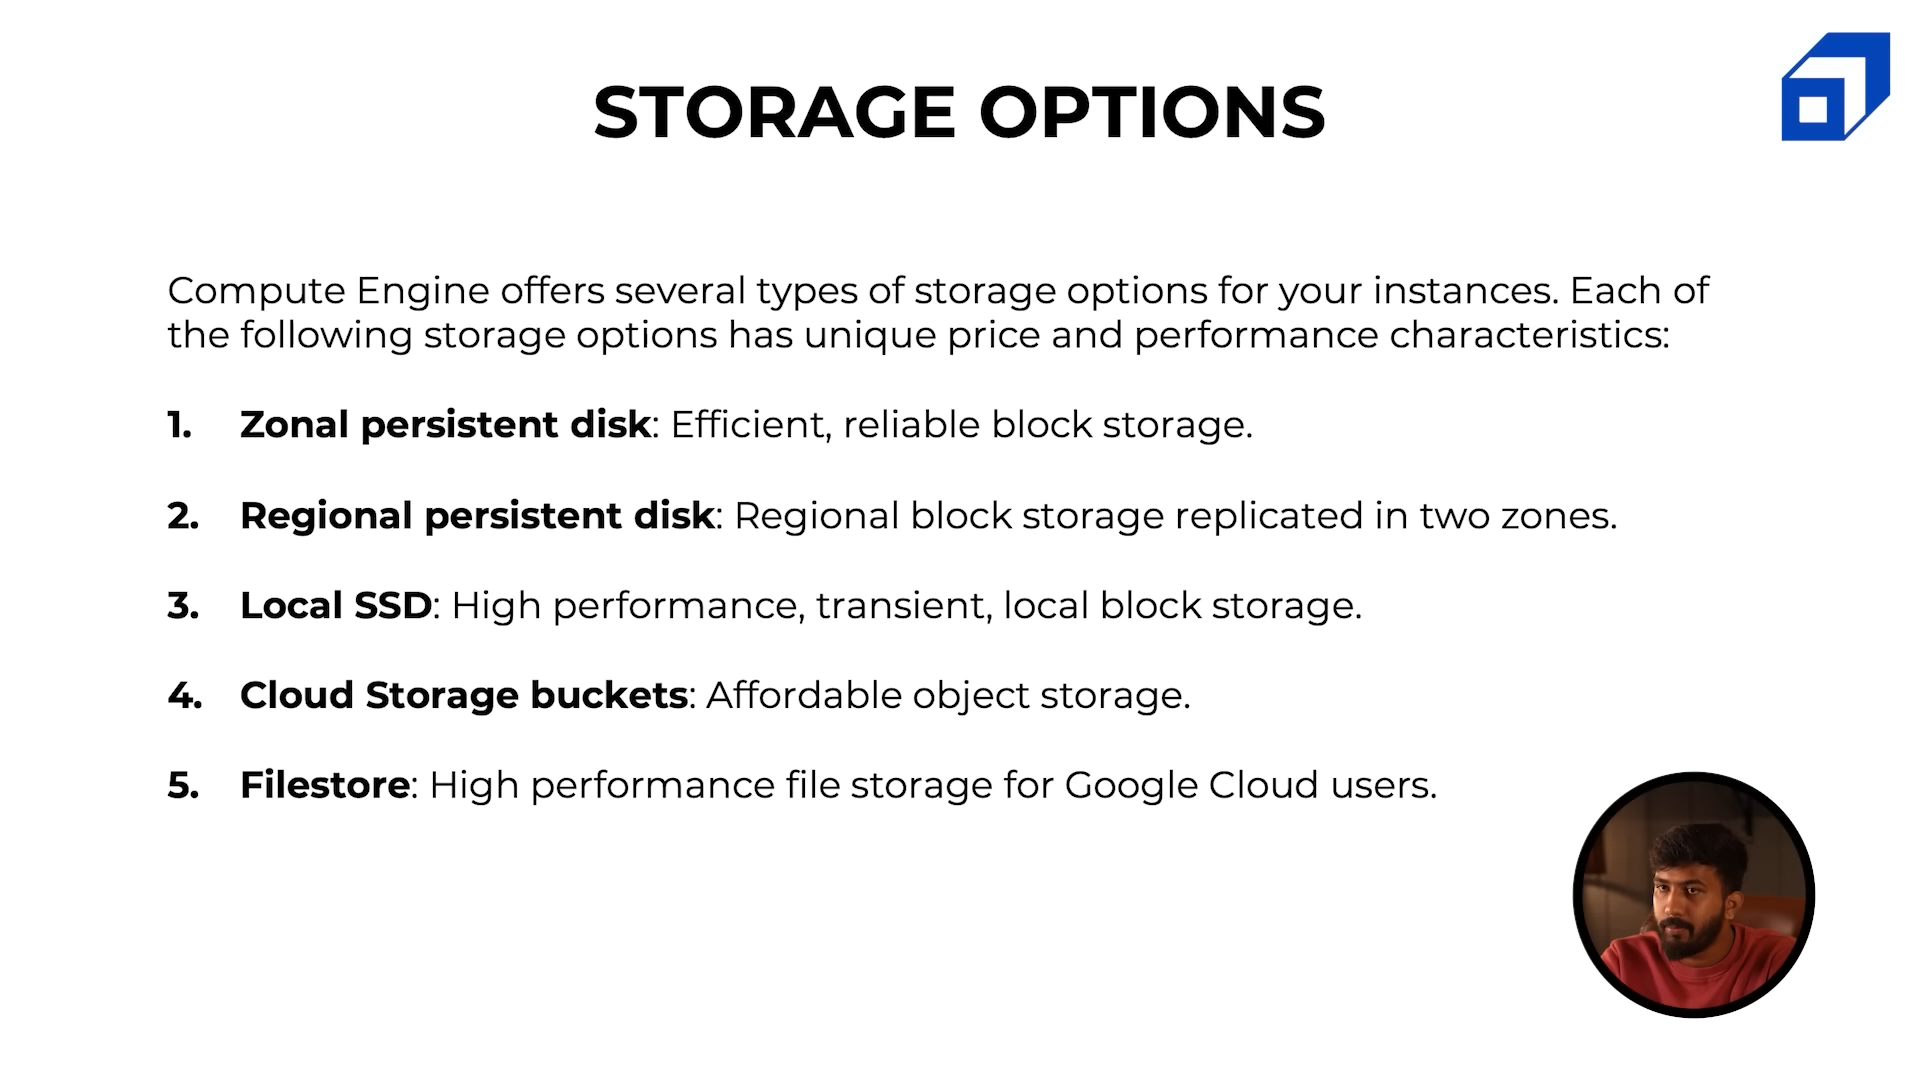 STORAGE OPTIONS
Compute Engine offers several types of storage options for your instances. Each of
the following storage options has unique price and performance characteristics:
1. Zonal persistent disk: Efficient, reliable block storage.
2. Regional persistent disk: Regional block storage replicated in two zones.
3. Local SSD: High performance, transient, local block storage.
4. Cloud Storage buckets: Affordable object storage.
5. Filestore: High performance file storage for Google Cloud users.